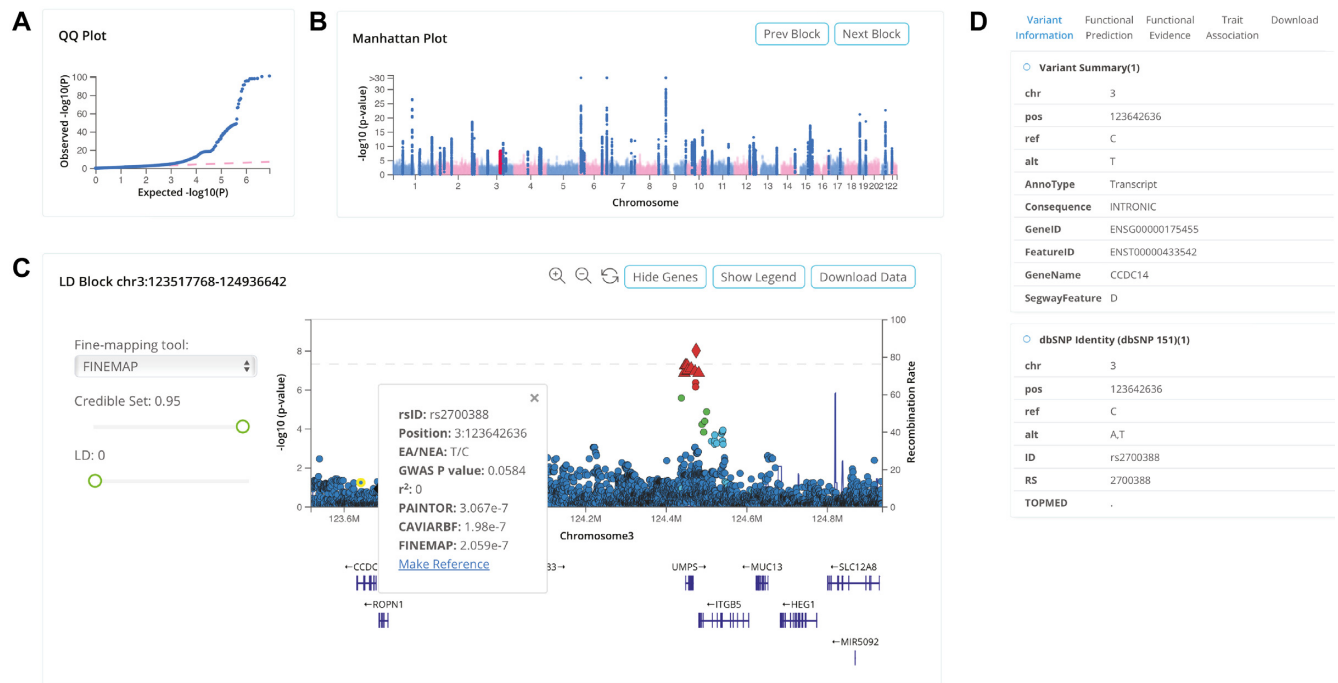 A
QQ Plot
Observed -log10(P)
100
80
60
40
20
0
0 1 2 3 4 5 6
Expected -log10(P)
B
Manhattan Plot
Prev Block
Next Block
-log10 (p-value)
>30
30
25
20
15
10
5
0
1 2 3 4 5 6 7 8 9 10 11 12 13 14 15 16 17 18 19 20 21 22
Chromosome
C
LD Block chr3:123517768-124936642
Hide Genes
Show Legend
Download Data
Fine-mapping tool:
FINEMAP
Credible Set: 0.95
LD: 0
-log10 (p-value)
8
6
4
2
0
100
80
60
40
20
0
Recombination Rate
rsID: rs2700388
Position: 3:123642636
EA/NEA: T/C
GWAS P value: 0.0584
r²: 0
PAINTOR: 3.067e-7
CAVIARBF: 1.98e-7
FINEMAP: 2.059e-7
Make Reference
123.6M 124.2M 124.4M 124.6M 124.8M
Chromosome3
←CCDC
33→
UMPS→
←MUC13
←SLC12A8
←ROPN1
←ITGB5
←HEG1
←MIR5092
D
Variant Information
Functional Prediction
Functional Evidence
Trait Association
Download
Variant Summary(1)
chr 3
pos 123642636
ref C
alt T
AnnoType Transcript
Consequence INTRONIC
GeneID ENSG00000175455
FeatureID ENST00000433542
GeneName CCDC14
SegwayFeature D
dbSNP Identity (dbSNP 151)(1)
chr 3
pos 123642636
ref C
alt A,T
ID rs2700388
RS 2700388
TOPMED .